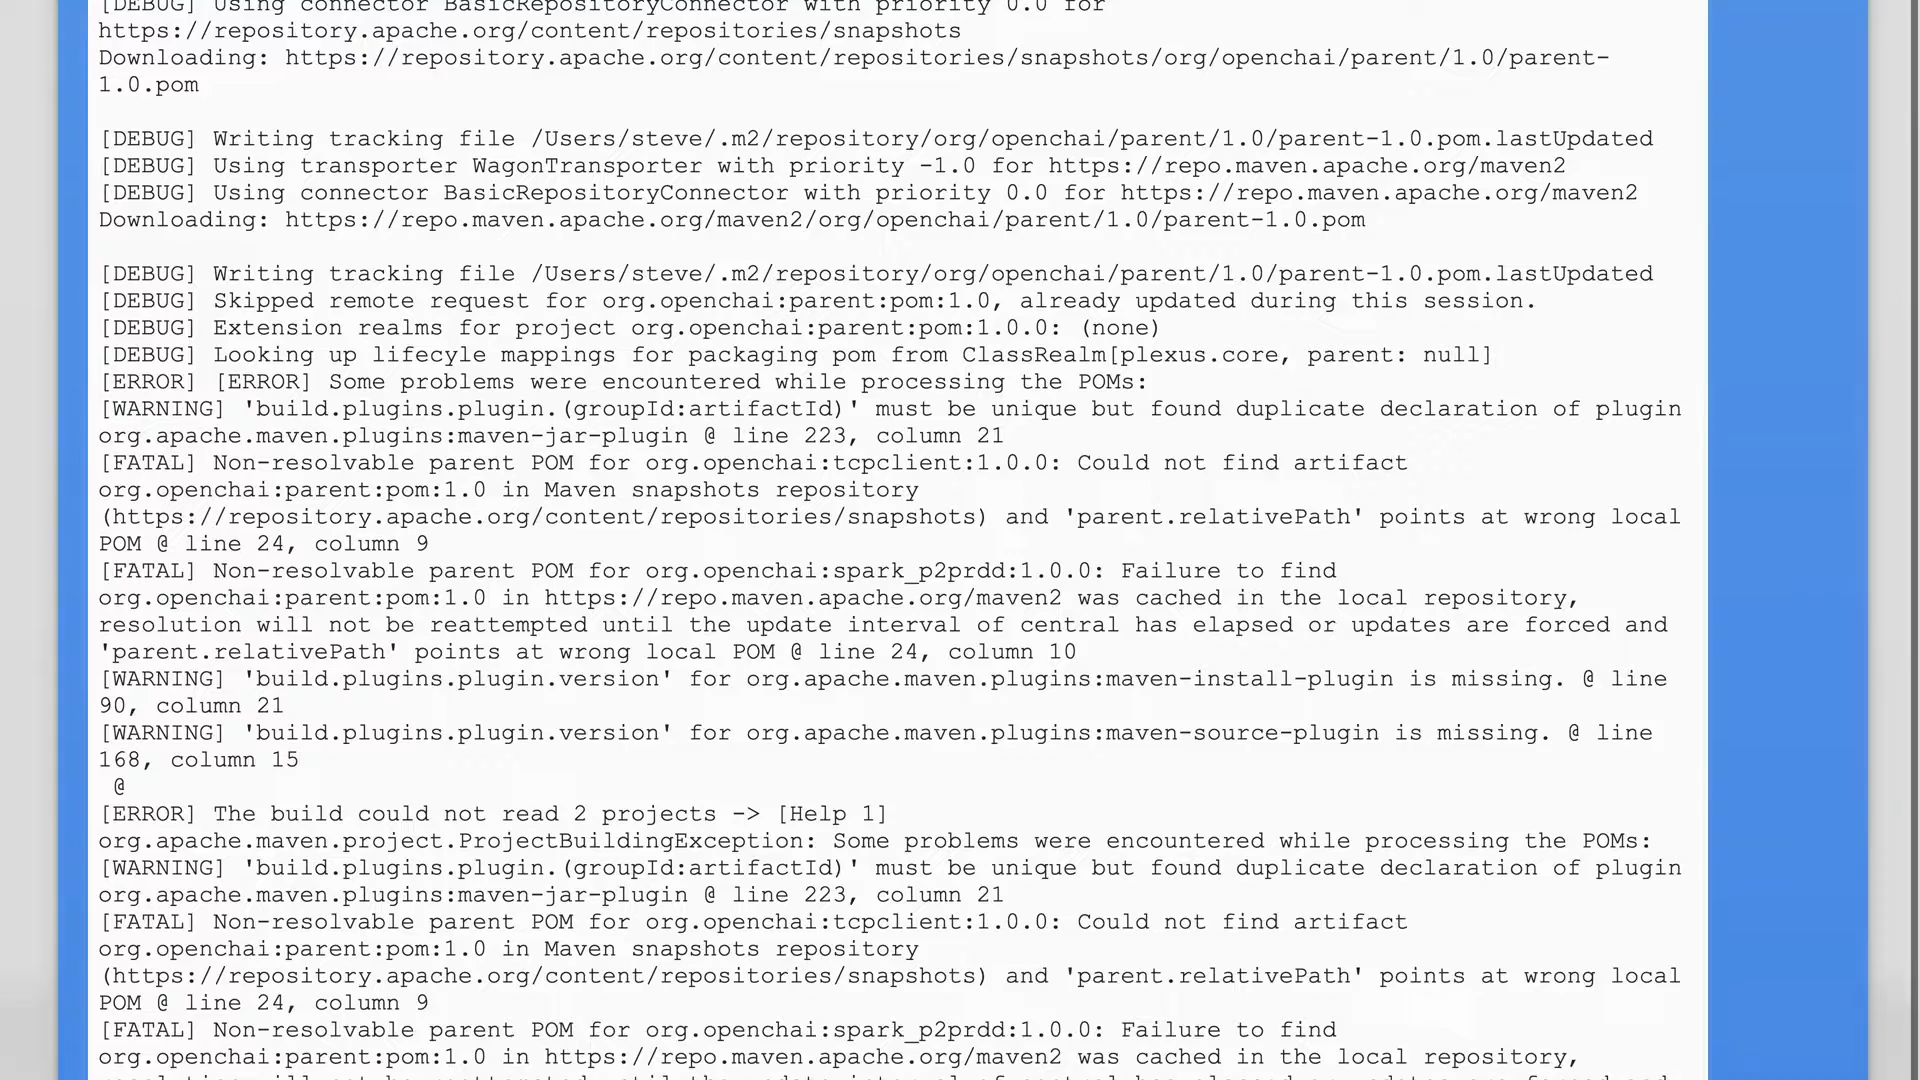 [DEBUG] Using connector BasicRepositoryConnector with priority 0.0 for
https://repository.apache.org/content/repositories/snapshots
Downloading: https://repository.apache.org/content/repositories/snapshots/org/openchai/parent/1.0/parent-
1.0.pom
[DEBUG] Writing tracking file /Users/steve/.m2/repository/org/openchai/parent/1.0/parent-1.0.pom.lastUpdated
[DEBUG] Using transporter WagonTransporter with priority -1.0 for https://repo.maven.apache.org/maven2
[DEBUG] Using connector BasicRepositoryConnector with priority 0.0 for https://repo.maven.apache.org/maven2
Downloading: https://repo.maven.apache.org/maven2/org/openchai/parent/1.0/parent-1.0.pom
[DEBUG] Writing tracking file /Users/steve/.m2/repository/org/openchai/parent/1.0/parent-1.0.pom.lastUpdated
[DEBUG] Skipped remote request for org.openchai:parent:pom:1.0, already updated during this session.
[DEBUG] Extension realms for project org.openchai:parent:pom:1.0.0: (none)
[DEBUG] Looking up lifecyle mappings for packaging pom from ClassRealm[plexus.core, parent: null]
[ERROR] [ERROR] Some problems were encountered while processing the POMs:
[WARNING] 'build.plugins.plugin.(groupId:artifactId)' must be unique but found duplicate declaration of plugin
org.apache.maven.plugins:maven-jar-plugin @ line 223, column 21
[FATAL] Non-resolvable parent POM for org.openchai:tcpclient:1.0.0: Could not find artifact
org.openchai:parent:pom:1.0 in Maven snapshots repository
(https://repository.apache.org/content/repositories/snapshots) and 'parent.relativePath' points at wrong local
POM @ line 24, column 9
[FATAL] Non-resolvable parent POM for org.openchai:spark_p2prdd:1.0.0: Failure to find
org.openchai:parent:pom:1.0 in https://repo.maven.apache.org/maven2 was cached in the local repository,
resolution will not be reattempted until the update interval of central has elapsed or updates are forced and
'parent.relativePath' points at wrong local POM @ line 24, column 10
[WARNING] 'build.plugins.plugin.version' for org.apache.maven.plugins:maven-install-plugin is missing. @ line
90, column 21
[WARNING] 'build.plugins.plugin.version' for org.apache.maven.plugins:maven-source-plugin is missing. @ line
168, column 15
@
[ERROR] The build could not read 2 projects -> [Help 1]
org.apache.maven.project.ProjectBuildingException: Some problems were encountered while processing the POMs:
[WARNING] 'build.plugins.plugin.(groupId:artifactId)' must be unique but found duplicate declaration of plugin
org.apache.maven.plugins:maven-jar-plugin @ line 223, column 21
[FATAL] Non-resolvable parent POM for org.openchai:tcpclient:1.0.0: Could not find artifact
org.openchai:parent:pom:1.0 in Maven snapshots repository
(https://repository.apache.org/content/repositories/snapshots) and 'parent.relativePath' points at wrong local
POM @ line 24, column 9
[FATAL] Non-resolvable parent POM for org.openchai:spark_p2prdd:1.0.0: Failure to find
org.openchai:parent:pom:1.0 in https://repo.maven.apache.org/maven2 was cached in the local repository,